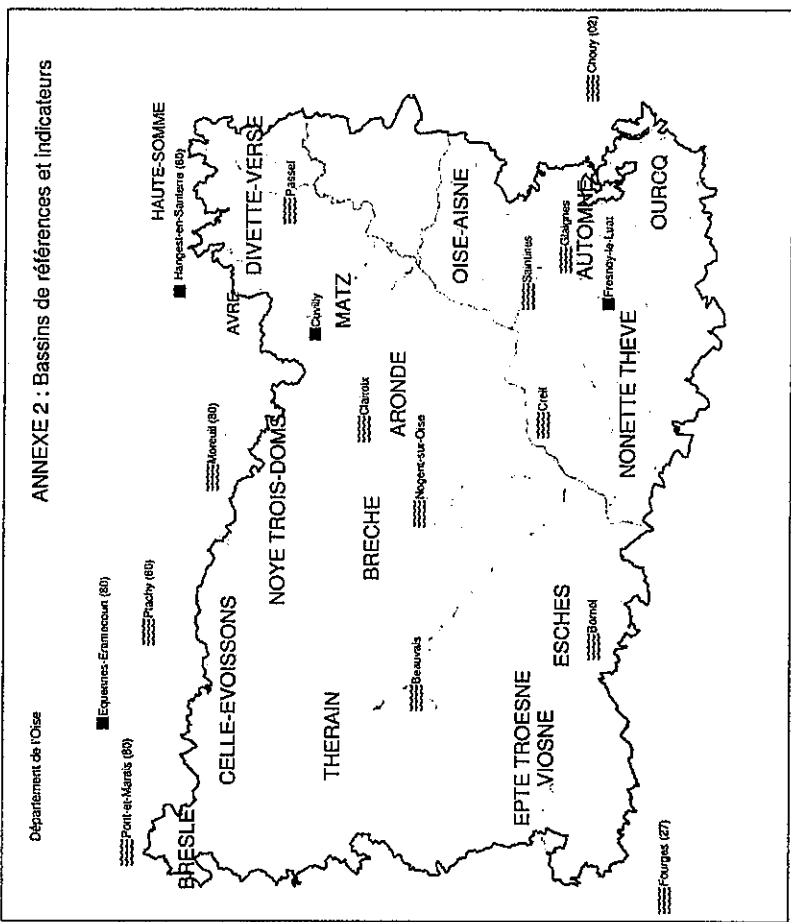 Département de l'Oise
ANNEXE 2 : Bassins de références et indicateurs
Equennes-Eramecourt (80)
Pont-et-Marais (80)
Plachy (80)
Moreuil (80)
Hangest-en-Santerre (80)
HAUTE-SOMME
BRESLE
CELLE-EVOISSONS
NOYE TROIS-DOMS
AVRE
DIVETTE-VERSE
Passel
Cuvilly
MATZ
THERAIN
BRECHE
Clairoix
ARONDE
Beauvais
Nogent-sur-Oise
OISE-AISNE
Saintines
Creil
Glaignes
AUTOMNE
Fresnoy-le-Luat
Chouy (02)
EPTE TROESNE
VIOSNE
ESCHES
Bornel
NONETTE THEVE
OURCQ
Fourges (27)